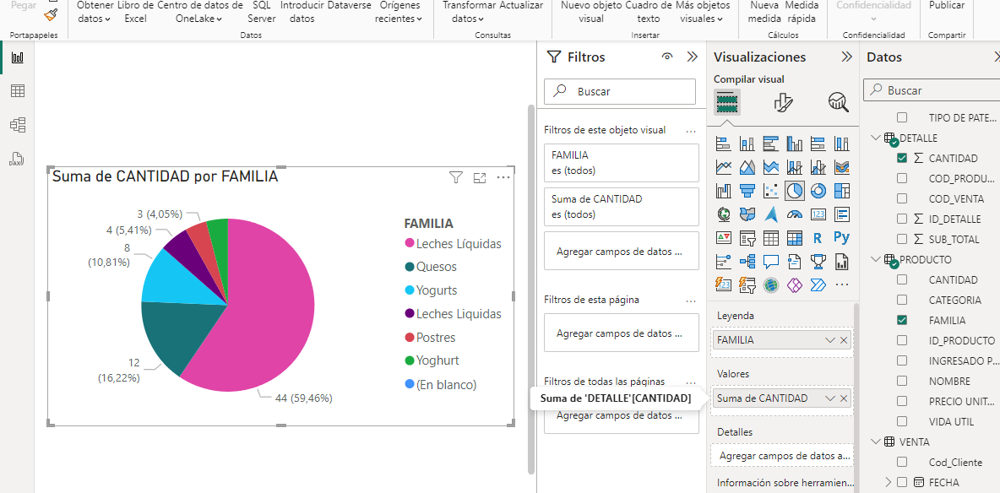 Pegar
Obtener datos
Libro de Excel
Centro de datos de OneLake
SQL Server
Introducir datos
Dataverse
Orígenes recientes
Transformar datos
Actualizar
Nuevo objeto visual
Cuadro de texto
Más objetos visuales
Nueva medida
Medida rápida
Confidencialidad
Publicar
Portapapeles
Datos
Consultas
Insertar
Cálculos
Confidencialidad
Compartir
DAX
Suma de CANTIDAD por FAMILIA
3 (4,05%)
4 (5,41%)
8
(10,81%)
12
(16,22%)
44 (59,46%)
FAMILIA
Leches Líquidas
Quesos
Yogurts
Leches Liquidas
Postres
Yoghurt
(En blanco)
Filtros
Buscar
Filtros de este objeto visual
...
FAMILIA
es (todos)
Suma de CANTIDAD
es (todos)
Agregar campos de datos ...
Filtros de esta página
...
Agregar campos de datos ...
Filtros de todas las páginas
...
Agregar campos de datos ...
Suma de 'DETALLE'[CANTIDAD]
Visualizaciones
Compilar visual
123
R
Py
123
...
Leyenda
FAMILIA
Valores
Suma de CANTIDAD
Detalles
Agregar campos de datos a...
Información sobre herramien...
Datos
Buscar
TIPO DE PATE...
DETALLE
Σ CANTIDAD
COD_PRODU...
COD_VENTA
Σ ID_DETALLE
Σ SUB_TOTAL
PRODUCTO
CANTIDAD
CATEGORIA
FAMILIA
ID_PRODUCTO
INGRESADO P...
NOMBRE
PRECIO UNIT...
VIDA UTIL
VENTA
Cod_Cliente
FECHA